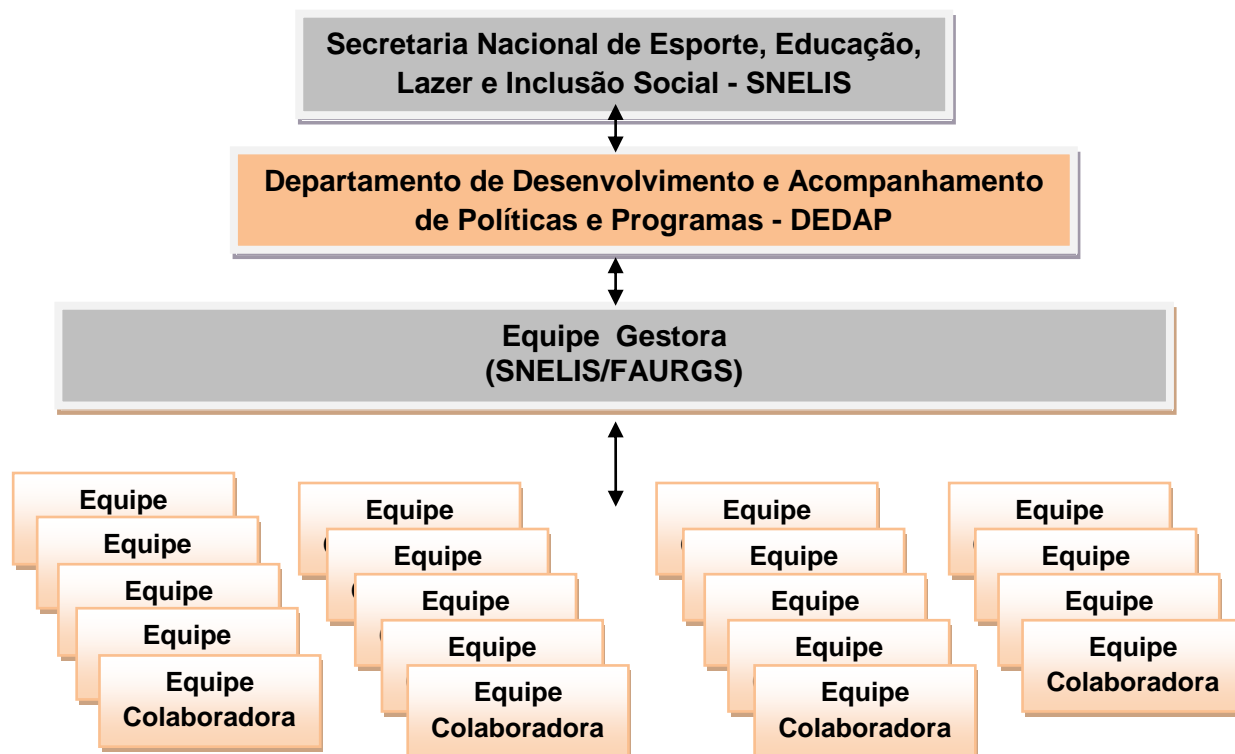 Secretaria Nacional de Esporte, Educação,
Lazer e Inclusão Social - SNELIS
Departamento de Desenvolvimento e Acompanhamento
de Políticas e Programas - DEDAP
Equipe Gestora
(SNELIS/FAURGS)
Equipe
Equipe
Equipe
Equipe
Equipe
Colaboradora
Equipe
Equipe
Equipe
Equipe
Equipe
Colaboradora
Equipe
Equipe
Equipe
Equipe
Equipe
Colaboradora
Equipe
Equipe
Equipe
Equipe
Colaboradora